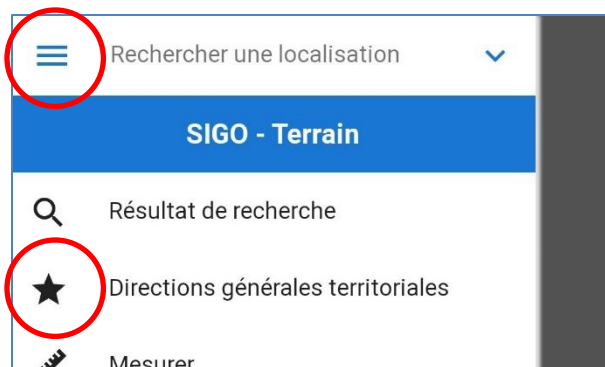 Rechercher une localisation
SIGO - Terrain
Résultat de recherche
Directions générales territoriales
Mesurer